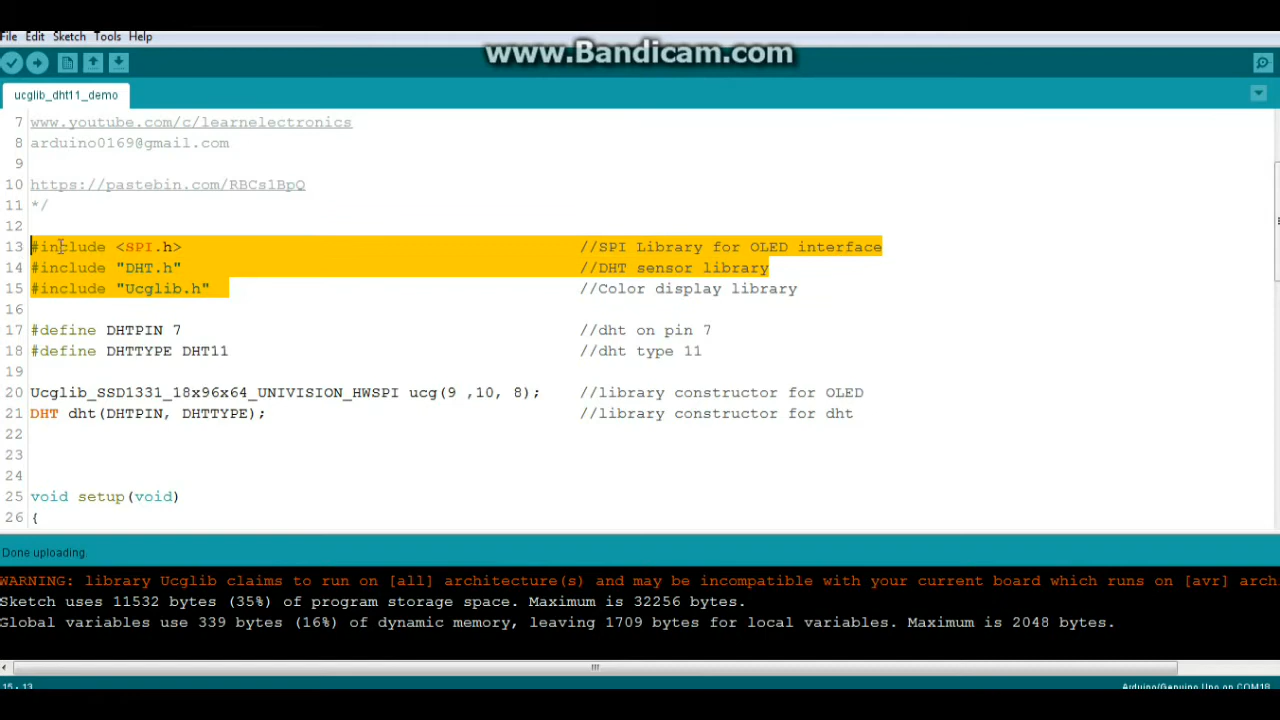 www.Bandicam.com
File Edit Sketch Tools Help
ucglib_dht11_demo
7 www.youtube.com/c/learnelectronics
8 arduino0169@gmail.com
9
10 https://pastebin.com/RBCs1BpQ
11 */
12
13 #include <SPI.h> //SPI Library for OLED interface
14 #include "DHT.h" //DHT sensor library
15 #include "Ucglib.h" //Color display library
16
17 #define DHTPIN 7 //dht on pin 7
18 #define DHTTYPE DHT11 //dht type 11
19
20 Ucglib_SSD1331_18x96x64_UNIVISION_HWSPI ucg(9 ,10, 8); //library constructor for OLED
21 DHT dht(DHTPIN, DHTTYPE); //library constructor for dht
22
23
24
25 void setup(void)
26 {
Done uploading.
WARNING: library Ucglib claims to run on [all] architecture(s) and may be incompatible with your current board which runs on [avr] arch
Sketch uses 11532 bytes (35%) of program storage space. Maximum is 32256 bytes.
Global variables use 339 bytes (16%) of dynamic memory, leaving 1709 bytes for local variables. Maximum is 2048 bytes.
15 - 13
Arduino/Genuino Uno on COM18